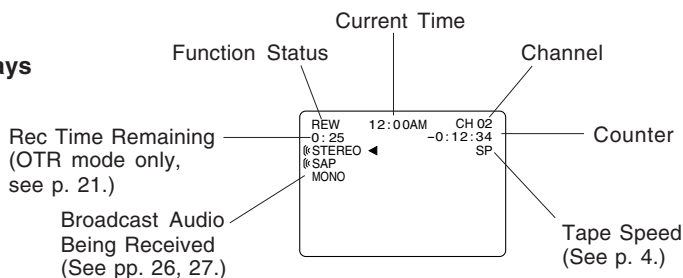 Current Time
Function Status
Channel
ays
REW 12:00AM CH 02
0:25 -0:12:34
STEREO ◄ SP
SAP
MONO
Rec Time Remaining
(OTR mode only,
see p. 21.)
Counter
Broadcast Audio
Being Received
(See pp. 26, 27.)
Tape Speed
(See p. 4.)